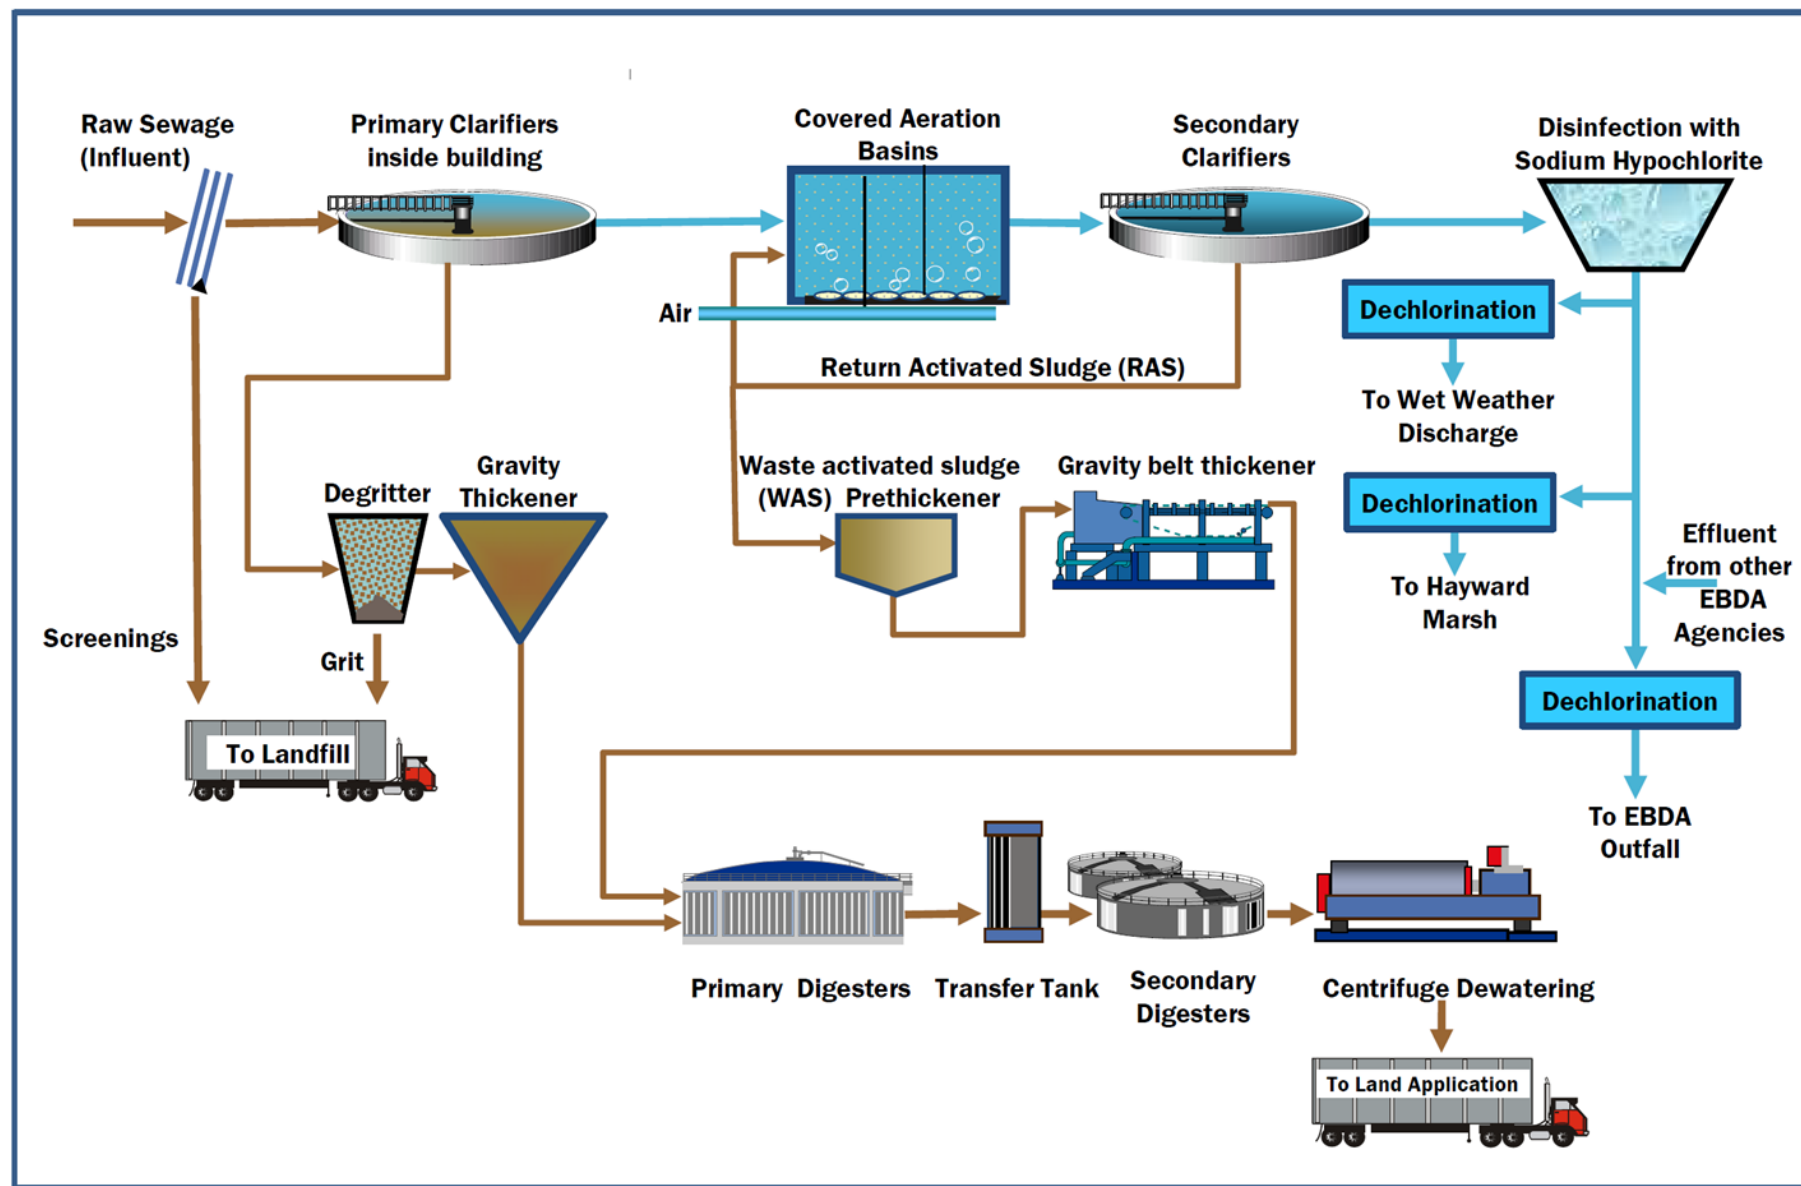 Raw Sewage
(Influent)
Primary Clarifiers
inside building
Covered Aeration
Basins
Secondary
Clarifiers
Disinfection with
Sodium Hypochlorite
Air
Dechlorination
Return Activated Sludge (RAS)
To Wet Weather
Discharge
Gravity
Thickener
Degritter
Waste activated sludge
(WAS) Prethickener
Gravity belt thickener
Dechlorination
To Hayward
Marsh
Effluent
from other
EBDA
Agencies
Screenings
Grit
To Landfill
Dechlorination
To EBDA
Outfall
Primary Digesters
Transfer Tank
Secondary
Digesters
Centrifuge Dewatering
To Land Application